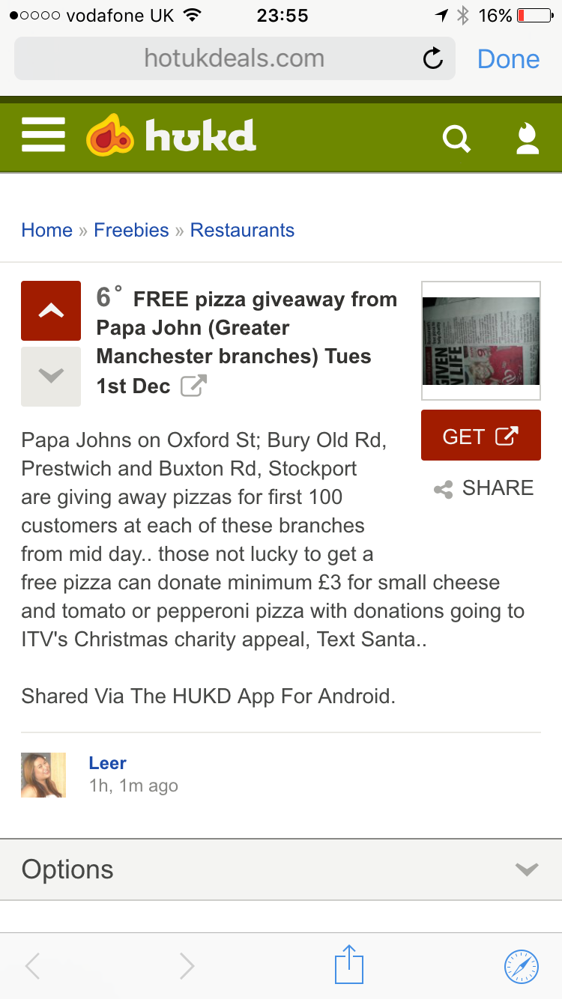 vodafone UK 23:55 16%
hotukdeals.com Done
hukd
Home » Freebies » Restaurants
6° FREE pizza giveaway from
Papa John (Greater
Manchester branches) Tues
1st Dec
GIVEN
LIFE
GET
SHARE
Papa Johns on Oxford St; Bury Old Rd,
Prestwich and Buxton Rd, Stockport
are giving away pizzas for first 100
customers at each of these branches
from mid day.. those not lucky to get a
free pizza can donate minimum £3 for small cheese
and tomato or pepperoni pizza with donations going to
ITV's Christmas charity appeal, Text Santa..
Shared Via The HUKD App For Android.
Leer
1h, 1m ago
Options